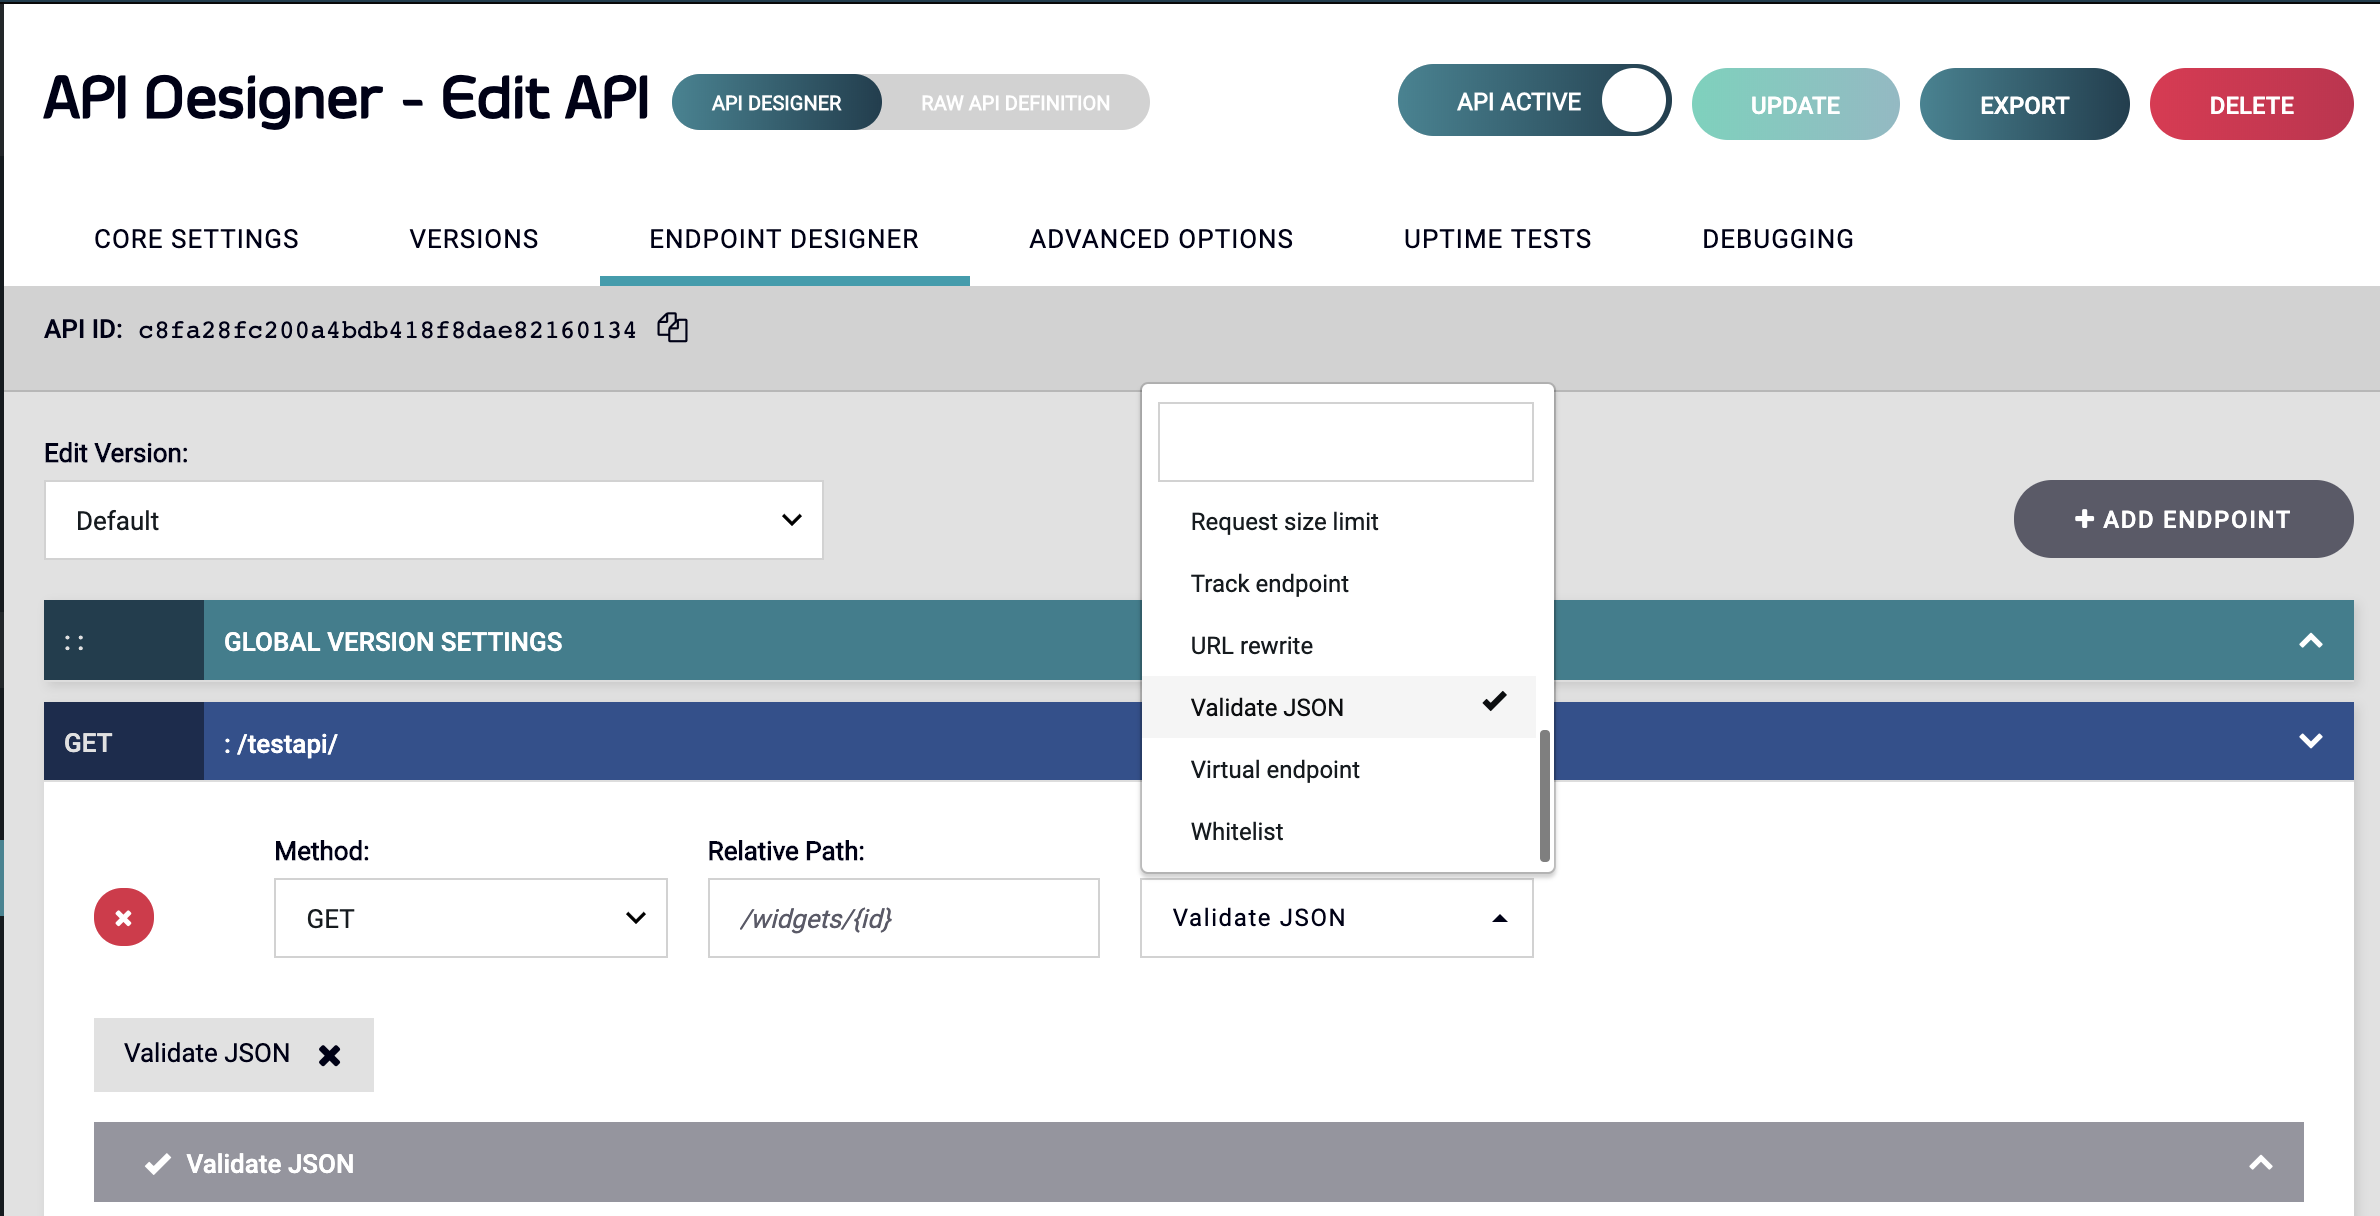 API Designer - Edit API
API DESIGNER
RAW API DEFINITION
API ACTIVE
UPDATE
EXPORT
DELETE
CORE SETTINGS
VERSIONS
ENDPOINT DESIGNER
ADVANCED OPTIONS
UPTIME TESTS
DEBUGGING
API ID: c8fa28fc200a4bdb418f8dae82160134
Edit Version:
Default
+ ADD ENDPOINT
Request size limit
Track endpoint
URL rewrite
Validate JSON
Virtual endpoint
Whitelist
:: GLOBAL VERSION SETTINGS
GET : /testapi/
Method:
Relative Path:
GET
/widgets/{id}
Validate JSON
Validate JSON
Validate JSON